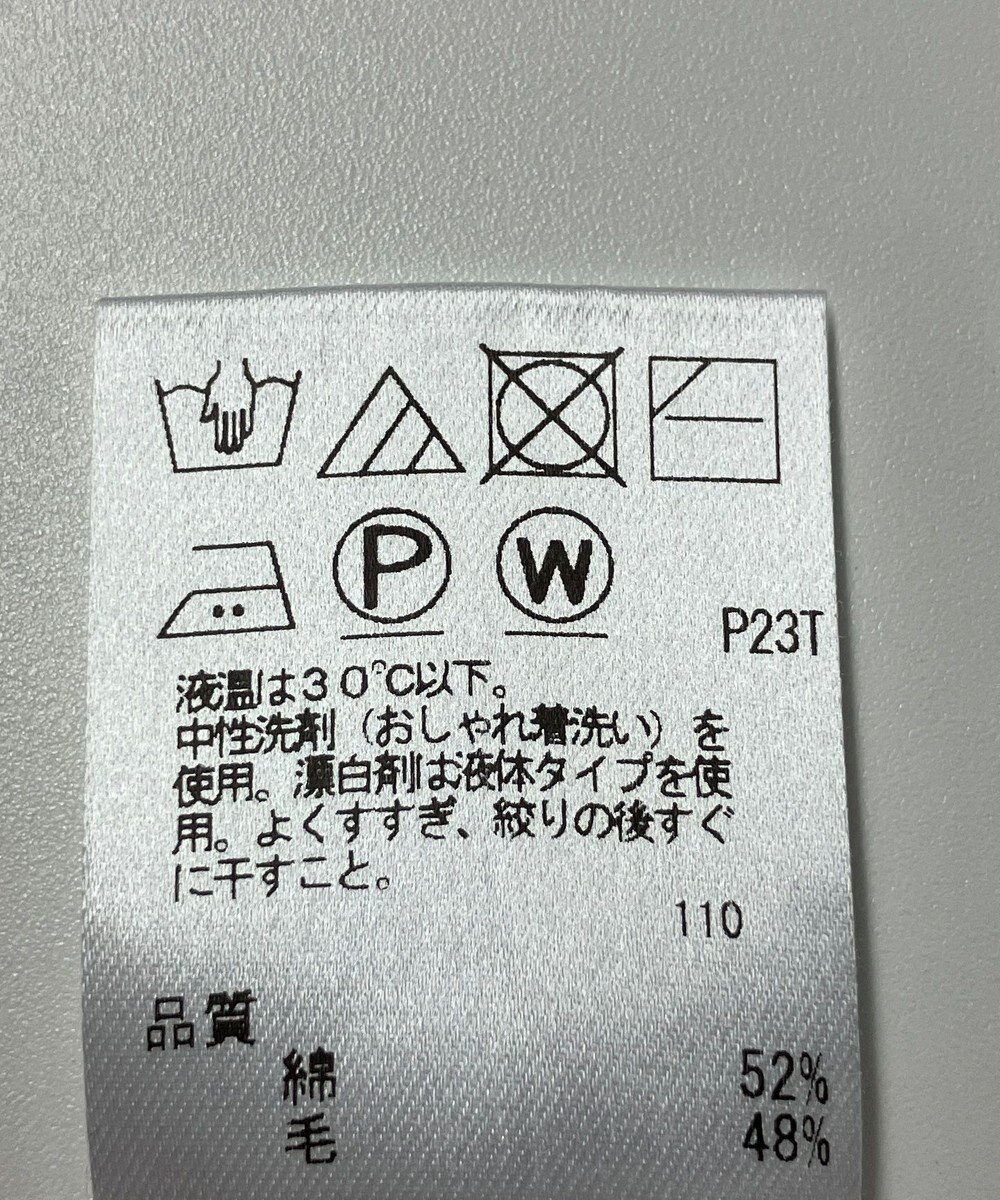 P W
P23T
液温は30℃以下。
中性洗剤（おしゃれ着洗い）を
使用。漂白剤は液体タイプを使
用。よくすすぎ、絞りの後すぐ
に干すこと。
110
品質
綿 52%
毛 48%